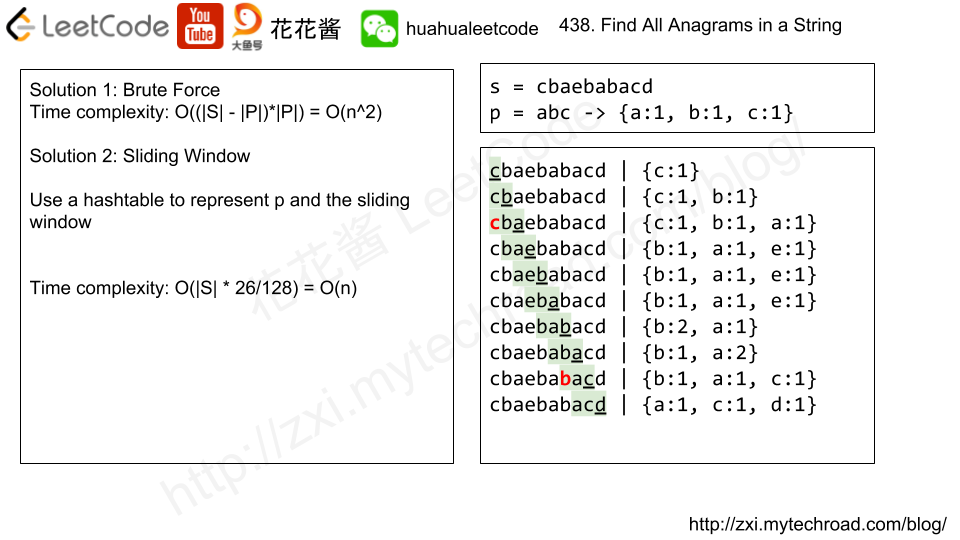 LeetCode
You
Tube
大鱼号
花花酱
huahualeetcode
438. Find All Anagrams in a String
Solution 1: Brute Force
Time complexity: O((|S| - |P|)*|P|) = O(n^2)
Solution 2: Sliding Window
Use a hashtable to represent p and the sliding
window
Time complexity: O(|S| * 26/128) = O(n)
s = cbaebabacd
p = abc -> {a:1, b:1, c:1}
cbaebabacd | {c:1}
cbaebabacd | {c:1, b:1}
cbaebabacd | {c:1, b:1, a:1}
cbaebabacd | {b:1, a:1, e:1}
cbaebabacd | {b:1, a:1, e:1}
cbaebabacd | {b:1, a:1, e:1}
cbaebabacd | {b:2, a:1}
cbaebabacd | {b:1, a:2}
cbaebabacd | {b:1, a:1, c:1}
cbaebabacd | {a:1, c:1, d:1}
花花酱 LeetCode
http://zxi.mytechroad.com/blog/
http://zxi.mytechroad.com/blog/